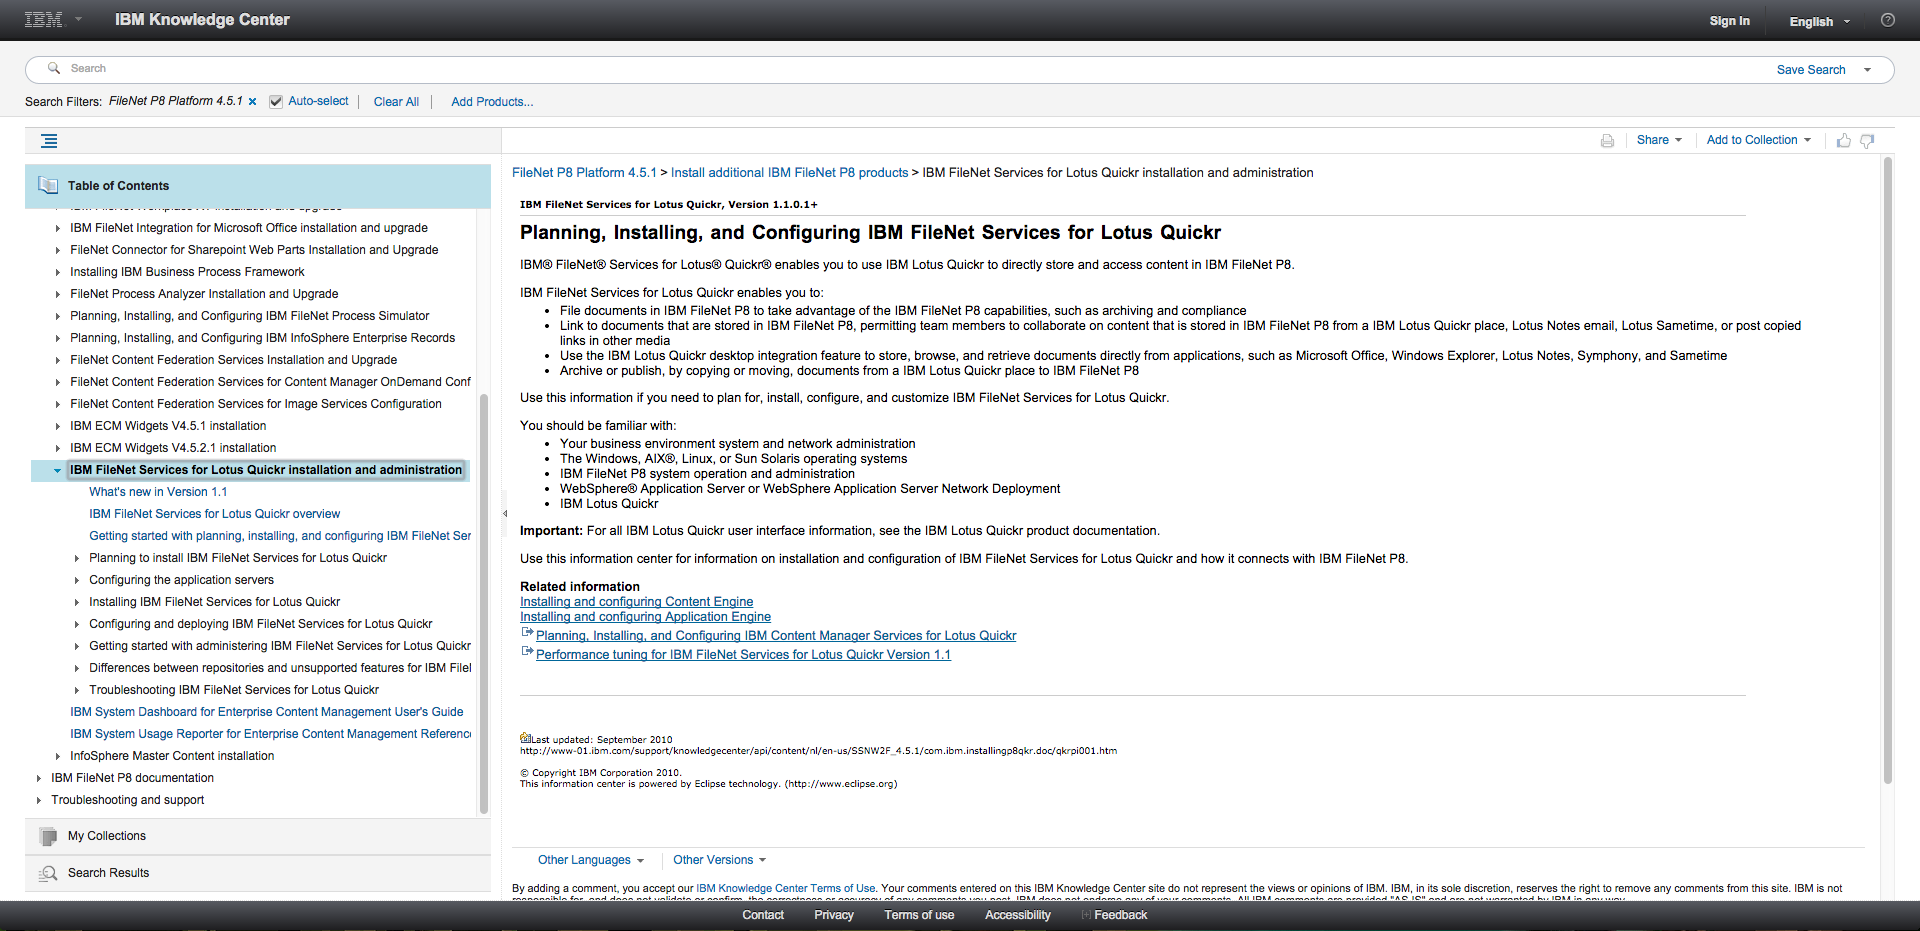 IBM
IBM Knowledge Center
Sign In
English
Search
Save Search
Search Filters: FileNet P8 Platform 4.5.1 × Auto-select Clear All Add Products...
Share
Add to Collection
Table of Contents
IBM FileNet Integration for Microsoft Office installation and upgrade
FileNet Connector for Sharepoint Web Parts Installation and Upgrade
Installing IBM Business Process Framework
FileNet Process Analyzer Installation and Upgrade
Planning, Installing, and Configuring IBM FileNet Process Simulator
Planning, Installing, and Configuring IBM InfoSphere Enterprise Records
FileNet Content Federation Services Installation and Upgrade
FileNet Content Federation Services for Content Manager OnDemand Conf
FileNet Content Federation Services for Image Services Configuration
IBM ECM Widgets V4.5.1 installation
IBM ECM Widgets V4.5.2.1 installation
IBM FileNet Services for Lotus Quickr installation and administration
What's new in Version 1.1
IBM FileNet Services for Lotus Quickr overview
Getting started with planning, installing, and configuring IBM FileNet Ser
Planning to install IBM FileNet Services for Lotus Quickr
Configuring the application servers
Installing IBM FileNet Services for Lotus Quickr
Configuring and deploying IBM FileNet Services for Lotus Quickr
Getting started with administering IBM FileNet Services for Lotus Quickr
Differences between repositories and unsupported features for IBM FileI
Troubleshooting IBM FileNet Services for Lotus Quickr
IBM System Dashboard for Enterprise Content Management User's Guide
IBM System Usage Reporter for Enterprise Content Management Reference
InfoSphere Master Content installation
IBM FileNet P8 documentation
Troubleshooting and support
My Collections
Search Results
FileNet P8 Platform 4.5.1 > Install additional IBM FileNet P8 products > IBM FileNet Services for Lotus Quickr installation and administration
IBM FileNet Services for Lotus Quickr, Version 1.1.0.1+
Planning, Installing, and Configuring IBM FileNet Services for Lotus Quickr
IBM® FileNet® Services for Lotus® Quickr® enables you to use IBM Lotus Quickr to directly store and access content in IBM FileNet P8.
IBM FileNet Services for Lotus Quickr enables you to:
• File documents in IBM FileNet P8 to take advantage of the IBM FileNet P8 capabilities, such as archiving and compliance
• Link to documents that are stored in IBM FileNet P8, permitting team members to collaborate on content that is stored in IBM FileNet P8 from a IBM Lotus Quickr place, Lotus Notes email, Lotus Sametime, or post copied
links in other media
• Use the IBM Lotus Quickr desktop integration feature to store, browse, and retrieve documents directly from applications, such as Microsoft Office, Windows Explorer, Lotus Notes, Symphony, and Sametime
• Archive or publish, by copying or moving, documents from a IBM Lotus Quickr place to IBM FileNet P8
Use this information if you need to plan for, install, configure, and customize IBM FileNet Services for Lotus Quickr.
You should be familiar with:
• Your business environment system and network administration
• The Windows, AIX®, Linux, or Sun Solaris operating systems
• IBM FileNet P8 system operation and administration
• WebSphere® Application Server or WebSphere Application Server Network Deployment
• IBM Lotus Quickr
Important: For all IBM Lotus Quickr user interface information, see the IBM Lotus Quickr product documentation.
Use this information center for information on installation and configuration of IBM FileNet Services for Lotus Quickr and how it connects with IBM FileNet P8.
Related information
Installing and configuring Content Engine
Installing and configuring Application Engine
Planning, Installing, and Configuring IBM Content Manager Services for Lotus Quickr
Performance tuning for IBM FileNet Services for Lotus Quickr Version 1.1
Last updated: September 2010
http://www-01.ibm.com/support/knowledgecenter/api/content/nl/en-us/SSNW2F_4.5.1/com.ibm.installingp8qkr.doc/qkrpi001.htm
© Copyright IBM Corporation 2010.
This information center is powered by Eclipse technology. (http://www.eclipse.org)
Other Languages
Other Versions
By adding a comment, you accept our IBM Knowledge Center Terms of Use. Your comments entered on this IBM Knowledge Center site do not represent the views or opinions of IBM. IBM, in its sole discretion, reserves the right to remove any comments from this site. IBM is not
Contact Privacy Terms of use Accessibility Feedback